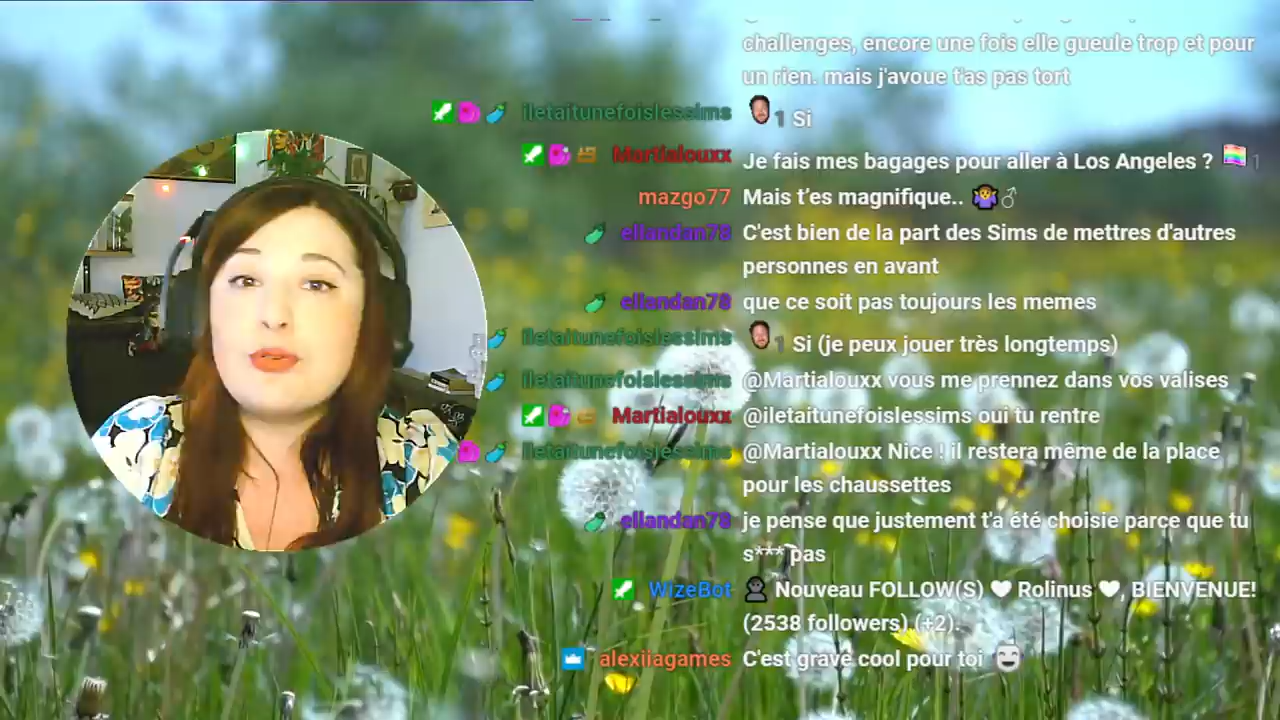 challenges, encore une fois elle gueule trop et pour
un rien. mais j'avoue t'as pas tort
iletaitunefoislessims 1 Si
Martialouxx Je fais mes bagages pour aller à Los Angeles ? 1
mazgo77 Mais t'es magnifique.. 🤷♂
ellandan78 C'est bien de la part des Sims de mettres d'autres
personnes en avant
ellandan78 que ce soit pas toujours les memes
iletaitunefoislessims 1 Si (je peux jouer très longtemps)
iletaitunefoislessims @Martialouxx vous me prennez dans vos valises
Martialouxx @iletaitunefoislessims oui tu rentre
iletaitunefoislessims @Martialouxx Nice ! il restera même de la place
pour les chaussettes
ellandan78 je pense que justement t'a été choisie parce que tu
s*** pas
WizeBot Nouveau FOLLOW(S) ♥ Rolinus ♥, BIENVENUE!
(2538 followers) (+2).
alexiiagames C'est grave cool pour toi